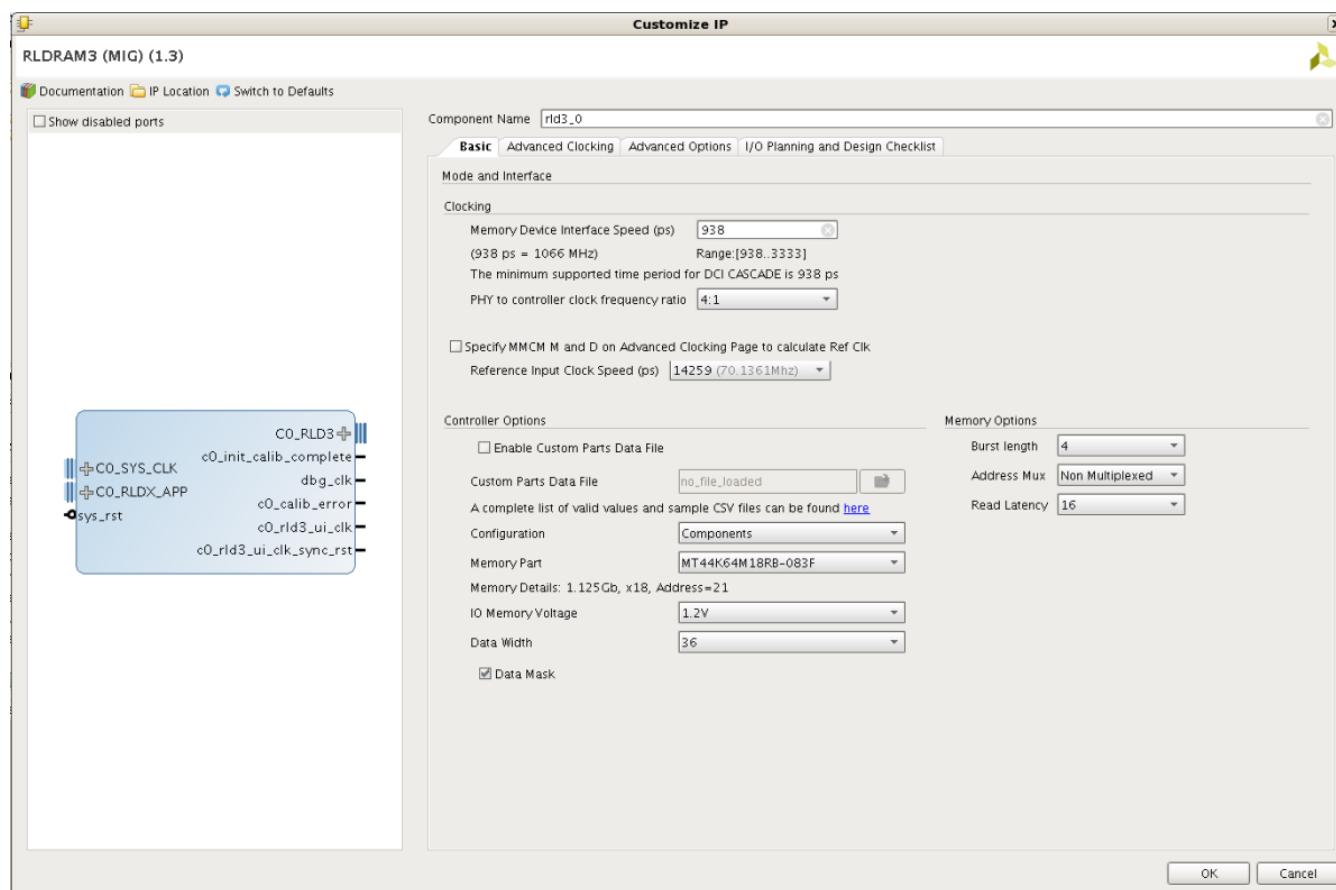 Customize IP
RLDRAM3 (MIG) (1.3)
Documentation IP Location Switch to Defaults
Show disabled ports
C0_RLD3
c0_init_calib_complete
C0_SYS_CLK
dbg_clk
C0_RLDX_APP
c0_calib_error
sys_rst
c0_rld3_ui_clk
c0_rld3_ui_clk_sync_rst
Component Name rld3_0
Basic Advanced Clocking Advanced Options I/O Planning and Design Checklist
Mode and Interface
Clocking
Memory Device Interface Speed (ps) 938
(938 ps = 1066 MHz) Range:[938..3333]
The minimum supported time period for DCI CASCADE is 938 ps
PHY to controller clock frequency ratio 4:1
Specify MMCM M and D on Advanced Clocking Page to calculate Ref Clk
Reference Input Clock Speed (ps) 14259 (70.1361Mhz)
Controller Options
Enable Custom Parts Data File
Custom Parts Data File no_file_loaded
A complete list of valid values and sample CSV files can be found here
Configuration Components
Memory Part MT44K64M18RB-083F
Memory Details: 1.125Gb, x18, Address=21
IO Memory Voltage 1.2V
Data Width 36
Data Mask
Memory Options
Burst length 4
Address Mux Non Multiplexed
Read Latency 16
OK Cancel